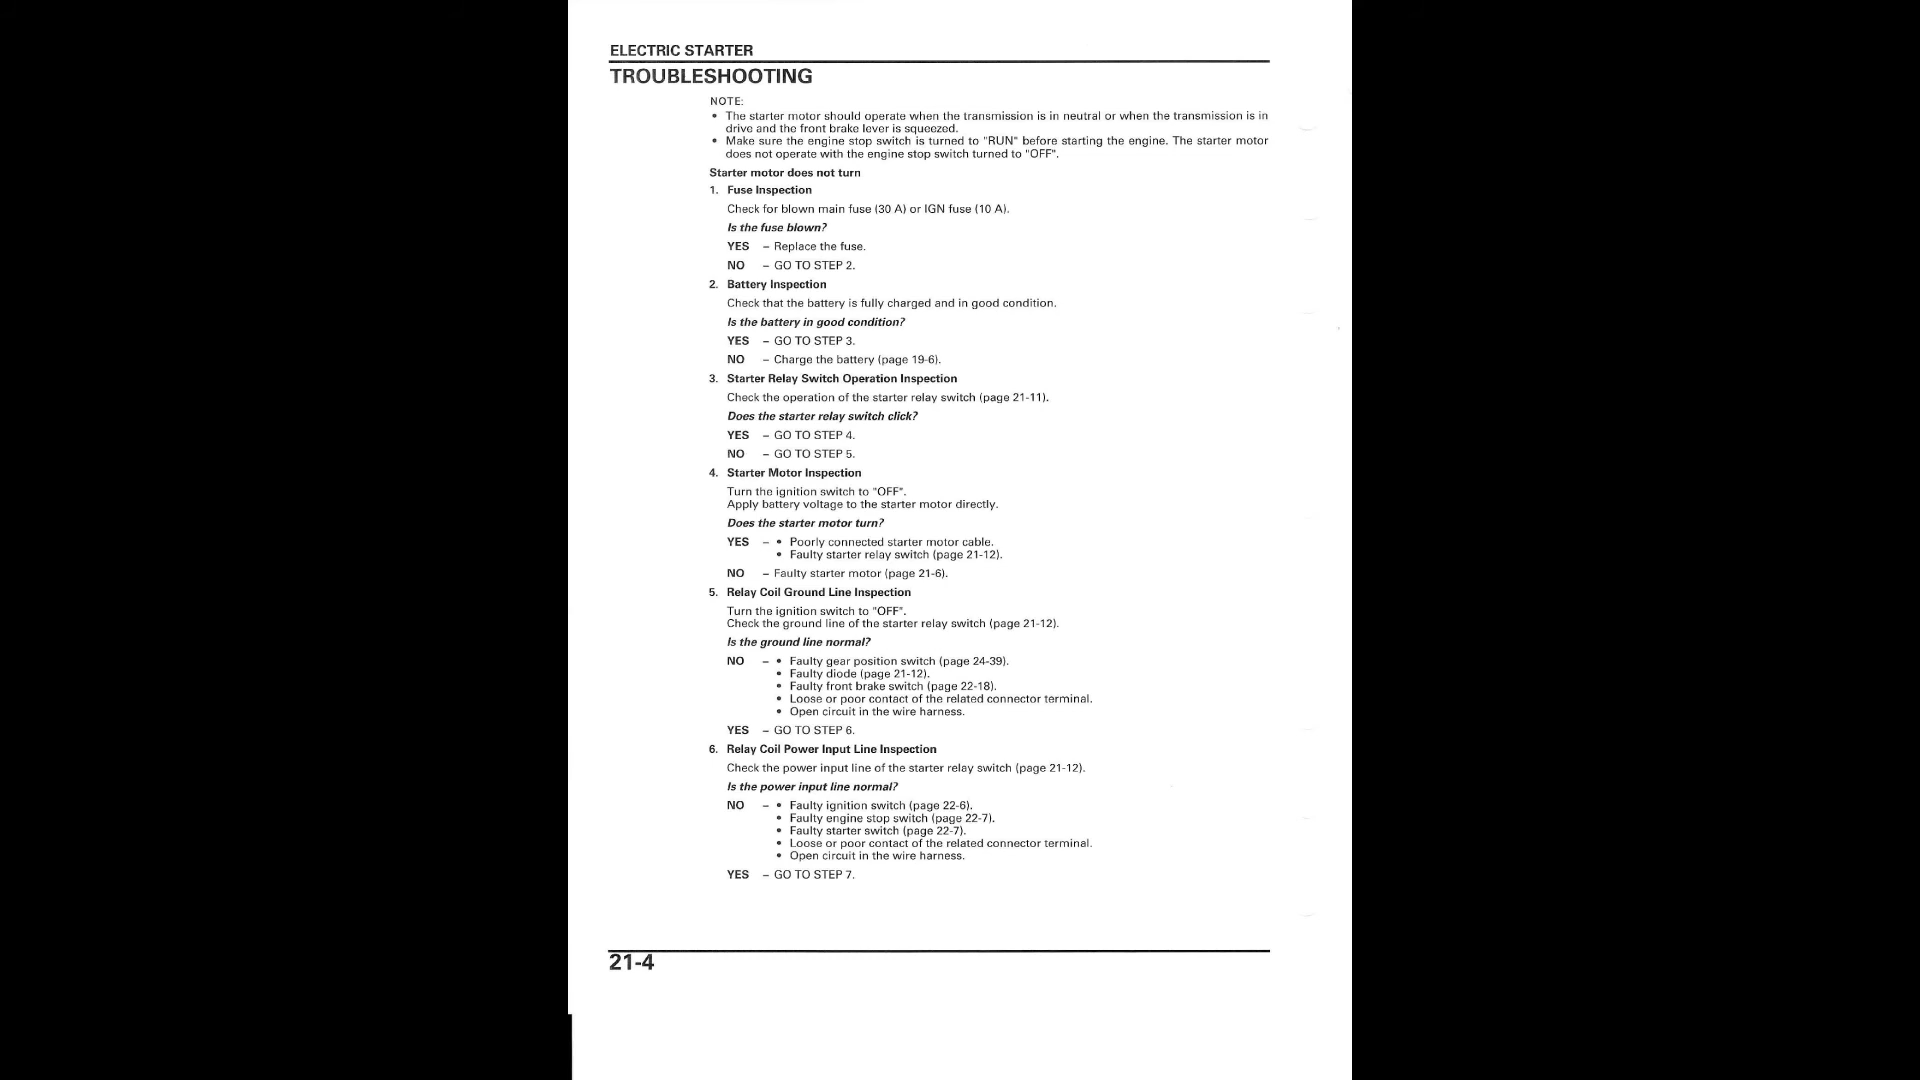 ELECTRIC STARTER
TROUBLESHOOTING
NOTE:
• The starter motor should operate when the transmission is in neutral or when the transmission is in
drive and the front brake lever is squeezed.
• Make sure the engine stop switch is turned to "RUN" before starting the engine. The starter motor
does not operate with the engine stop switch turned to "OFF".
Starter motor does not turn
1. Fuse Inspection
Check for blown main fuse (30 A) or IGN fuse (10 A).
Is the fuse blown?
YES – Replace the fuse.
NO – GO TO STEP 2.
2. Battery Inspection
Check that the battery is fully charged and in good condition.
Is the battery in good condition?
YES – GO TO STEP 3.
NO – Charge the battery (page 19-6).
3. Starter Relay Switch Operation Inspection
Check the operation of the starter relay switch (page 21-11).
Does the starter relay switch click?
YES – GO TO STEP 4.
NO – GO TO STEP 5.
4. Starter Motor Inspection
Turn the ignition switch to "OFF".
Apply battery voltage to the starter motor directly.
Does the starter motor turn?
YES – • Poorly connected starter motor cable.
• Faulty starter relay switch (page 21-12).
NO – Faulty starter motor (page 21-6).
5. Relay Coil Ground Line Inspection
Turn the ignition switch to "OFF".
Check the ground line of the starter relay switch (page 21-12).
Is the ground line normal?
NO – • Faulty gear position switch (page 24-39).
• Faulty diode (page 21-12).
• Faulty front brake switch (page 22-18).
• Loose or poor contact of the related connector terminal.
• Open circuit in the wire harness.
YES – GO TO STEP 6.
6. Relay Coil Power Input Line Inspection
Check the power input line of the starter relay switch (page 21-12).
Is the power input line normal?
NO – • Faulty ignition switch (page 22-6).
• Faulty engine stop switch (page 22-7).
• Faulty starter switch (page 22-7).
• Loose or poor contact of the related connector terminal.
• Open circuit in the wire harness.
YES – GO TO STEP 7.
21-4